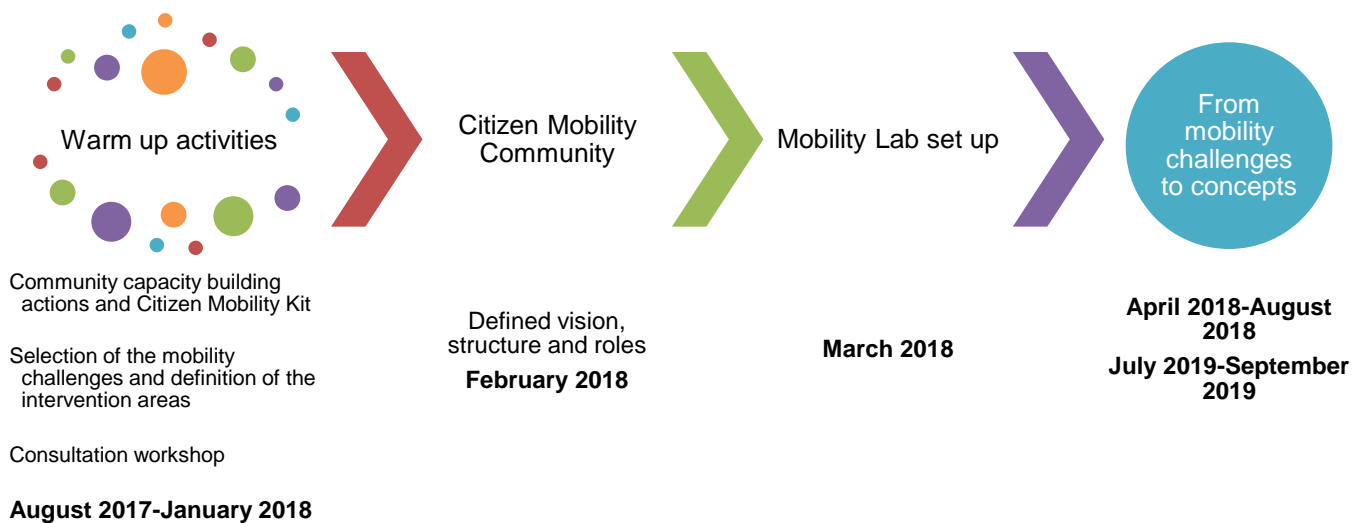 Warm up activities
Community capacity building
actions and Citizen Mobility Kit
Selection of the mobility
challenges and definition of the
intervention areas
Consultation workshop
August 2017-January 2018
Citizen Mobility
Community
Defined vision,
structure and roles
February 2018
Mobility Lab set up
March 2018
From
mobility
challenges
to concepts
April 2018-August
2018
July 2019-September
2019